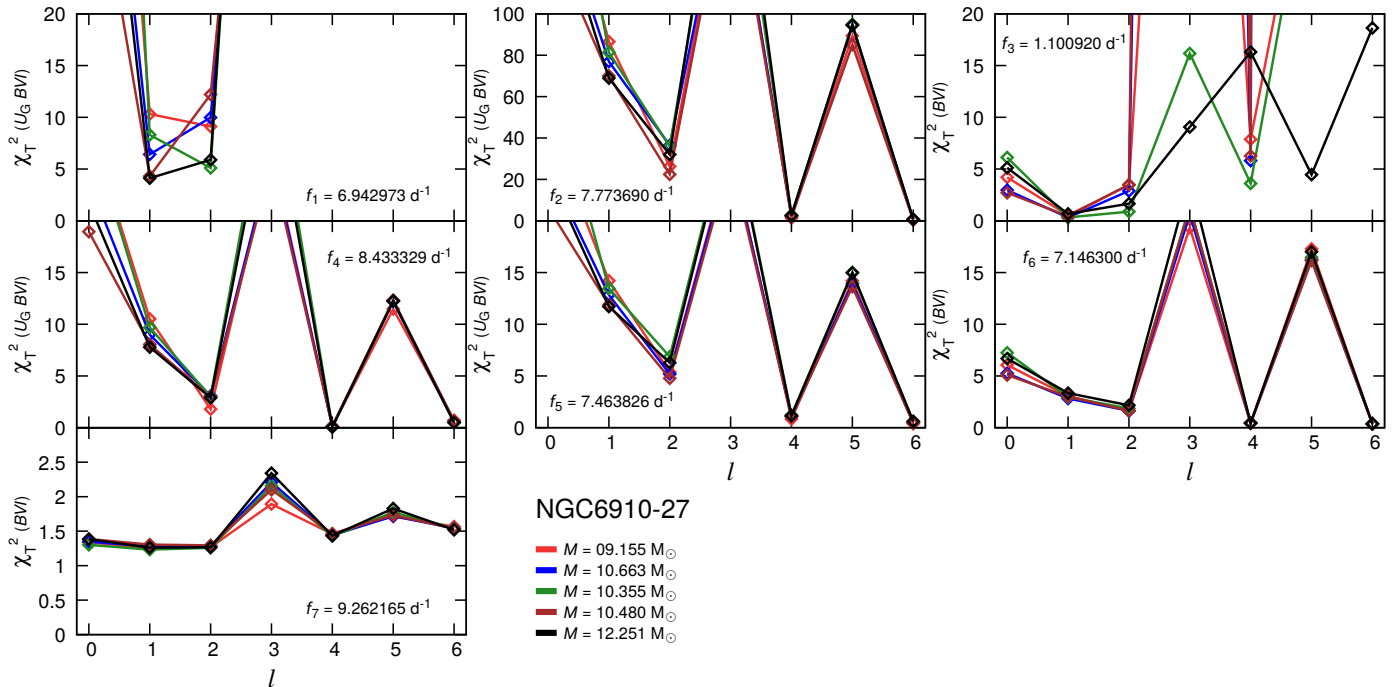 χT² (UG BVI)
20
15
10
5
0
f1 = 6.942973 d⁻¹
χT² (UG BVI)
100
80
60
40
20
0
f2 = 7.773690 d⁻¹
χT² (BVI)
20
15
10
5
0
f3 = 1.100920 d⁻¹
χT² (UG BVI)
15
10
5
0
f4 = 8.433329 d⁻¹
χT² (UG BVI)
15
10
5
0
f5 = 7.463826 d⁻¹
0 1 2 3 4 5 6
l
χT² (BVI)
15
10
5
0
f6 = 7.146300 d⁻¹
0 1 2 3 4 5 6
l
χT² (BVI)
2.5
2
1.5
1
0.5
0
f7 = 9.262165 d⁻¹
0 1 2 3 4 5 6
l
NGC6910-27
M = 09.155 M☉
M = 10.663 M☉
M = 10.355 M☉
M = 10.480 M☉
M = 12.251 M☉